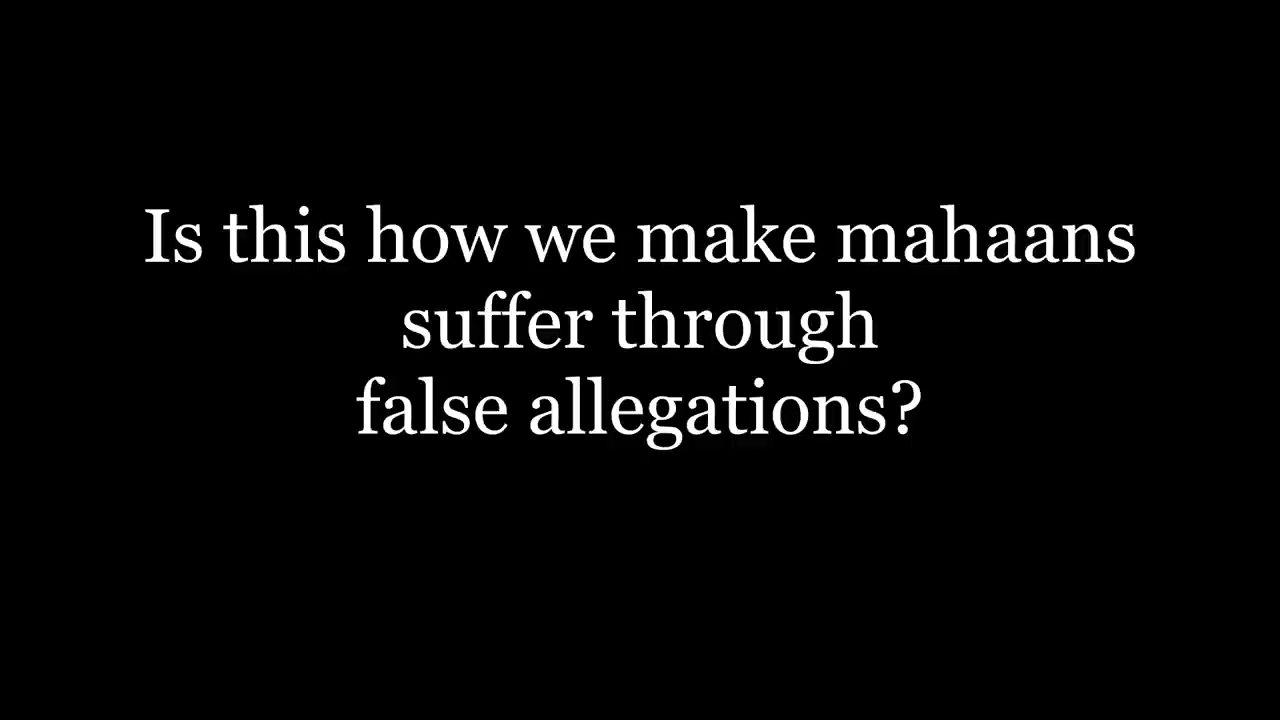 Is this how we make mahaans
suffer through
false allegations?